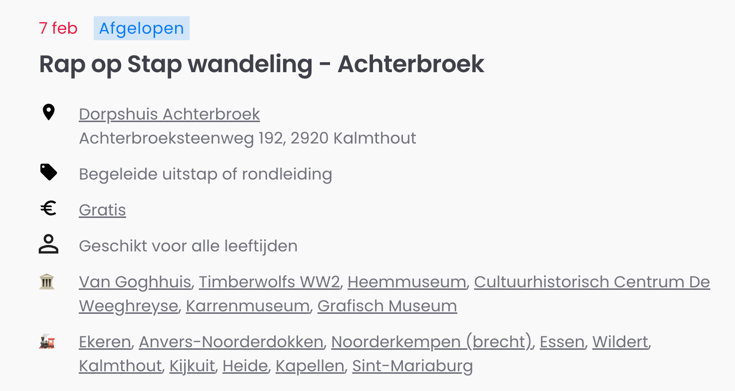 7 feb Afgelopen
Rap op Stap wandeling - Achterbroek
Dorpshuis Achterbroek
Achterbroeksteenweg 192, 2920 Kalmthout
Begeleide uitstap of rondleiding
€ Gratis
Geschikt voor alle leeftijden
Van Goghhuis, Timberwolfs WW2, Heemmuseum, Cultuurhistorisch Centrum De
Weeghreyse, Karrenmuseum, Grafisch Museum
Ekeren, Anvers-Noorderdokken, Noorderkempen (brecht), Essen, Wildert,
Kalmthout, Kijkuit, Heide, Kapellen, Sint-Mariaburg